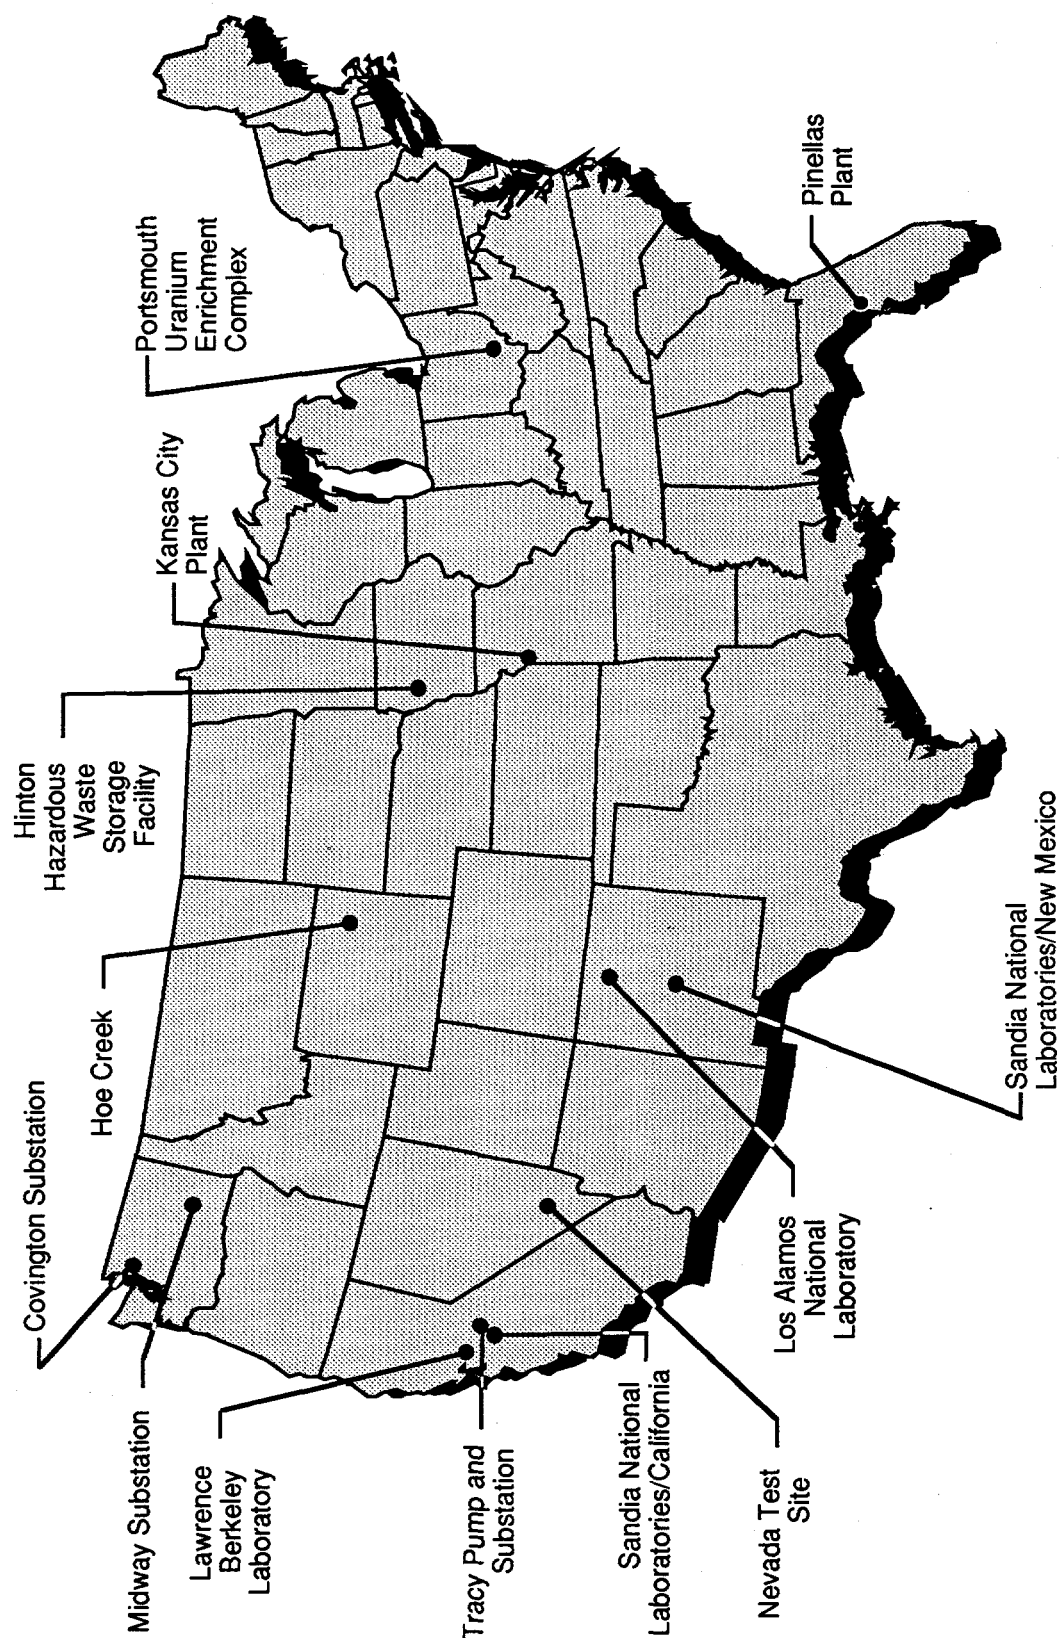 Covington Substation
Midway Substation
Lawrence
Berkeley
Laboratory
Tracy Pump and
Substation
Sandia National
Laboratories/California
Nevada Test
Site
Los Alamos
National
Laboratory
Sandia National
Laboratories/New Mexico
Hoe Creek
Hinton
Hazardous
Waste
Storage
Facility
Kansas City
Plant
Portsmouth
Uranium
Enrichment
Complex
Pinellas
Plant